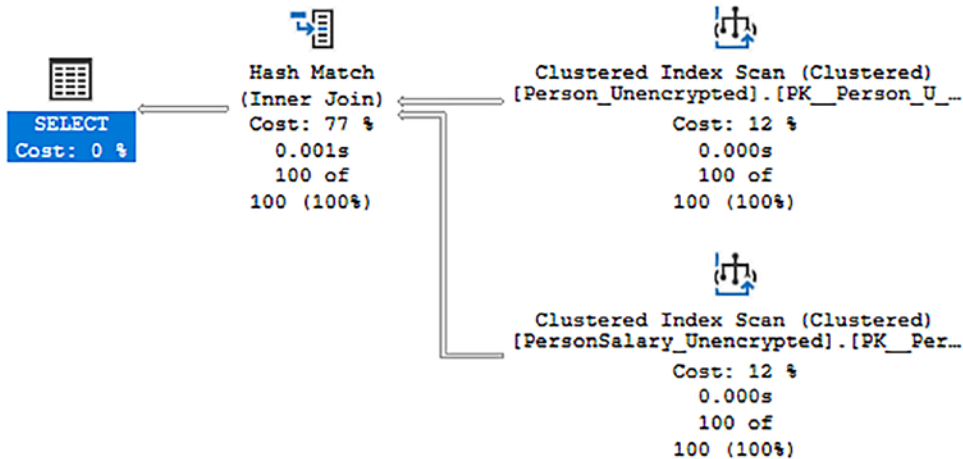 SELECT
Cost: 0 %
Hash Match
(Inner Join)
Cost: 77 %
0.001s
100 of
100 (100%)
Clustered Index Scan (Clustered)
[Person_Unencrypted].[PK__Person_U_…
Cost: 12 %
0.000s
100 of
100 (100%)
Clustered Index Scan (Clustered)
[PersonSalary_Unencrypted].[PK__Per…
Cost: 12 %
0.000s
100 of
100 (100%)